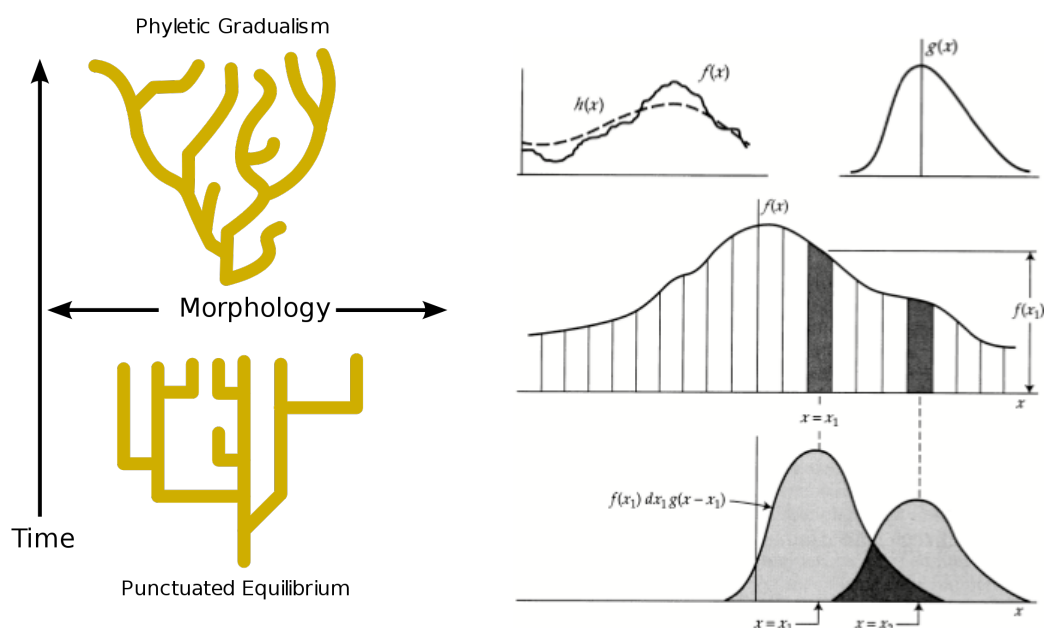 Phyletic Gradualism
Morphology
Time
Punctuated Equilibrium
f(x)
h(x)
g(x)
f(x)
f(x₁)
x
x = x₁
f(x₁) dx₁ g(x − x₁)
x